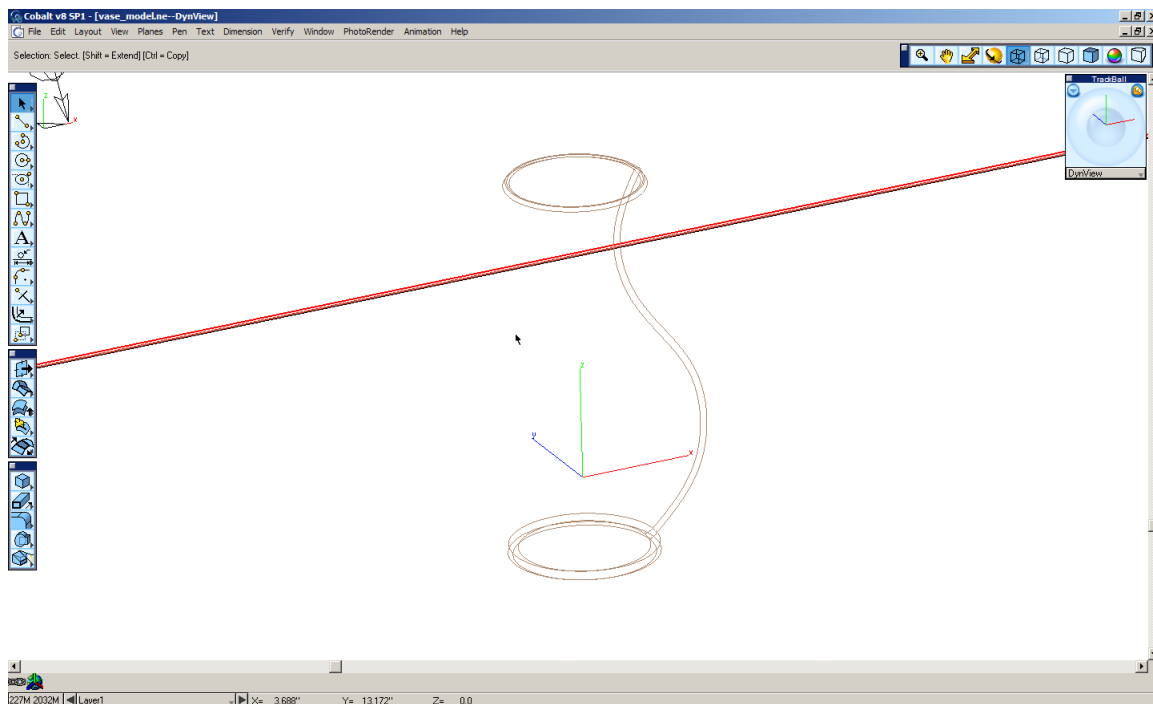 Cobalt v8 SP1 - [vase_model.ne--DynView]
File Edit Layout View Planes Pen Text Dimension Verify Window PhotoRender Animation Help
Selection: Select. [Shift = Extend] [Ctrl = Copy]
TrackBall
DynView
z
x
A
z
y
x
227M 2032M Layer1 X= 3.688" Y= 13.172" Z= 0.0